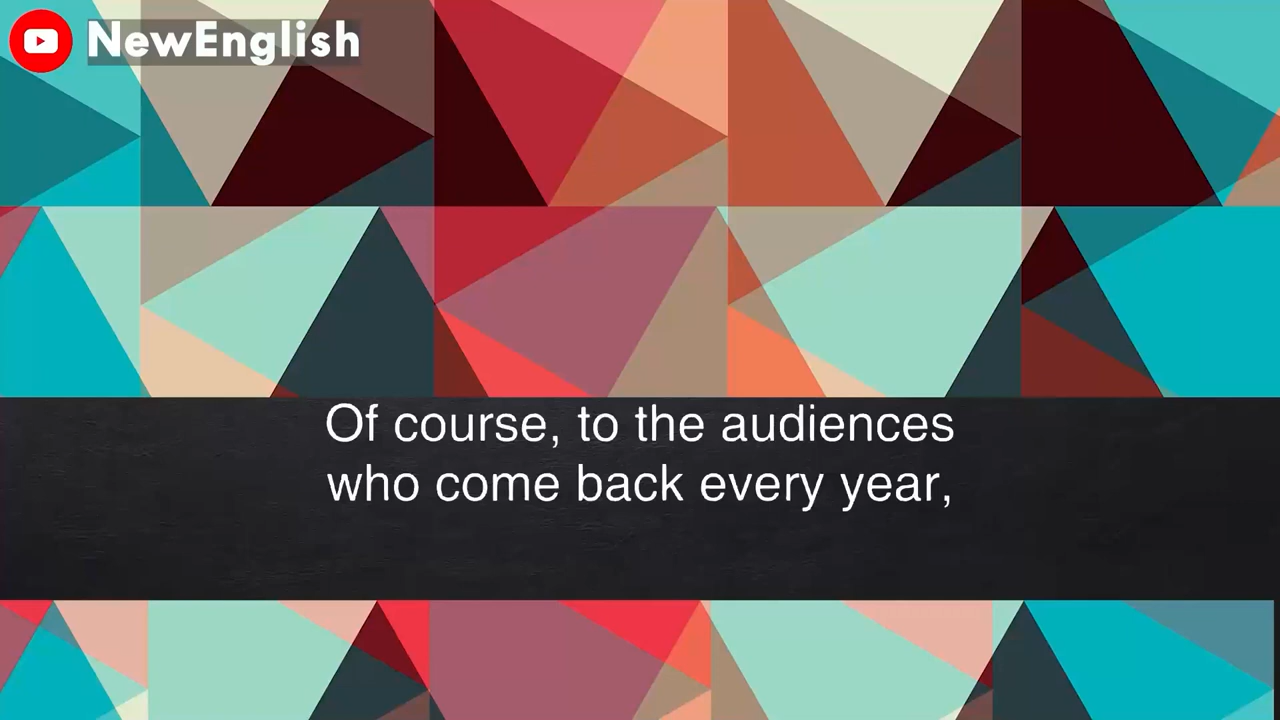 NewEnglish
Of course, to the audiences
who come back every year,